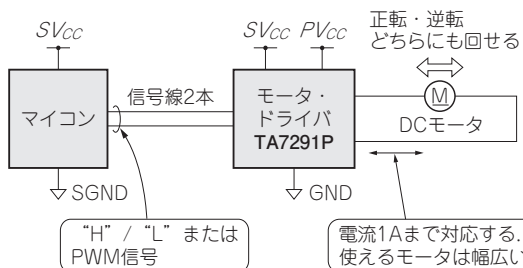 正転・逆転
どちらにも回せる
SVCC
SVCC PVCC
マイコン
信号線2本
モータ・
ドライバ
TA7291P
M
DCモータ
SGND
GND
“H” / “L” または
PWM信号
電流1Aまで対応する.
使えるモータは幅広い